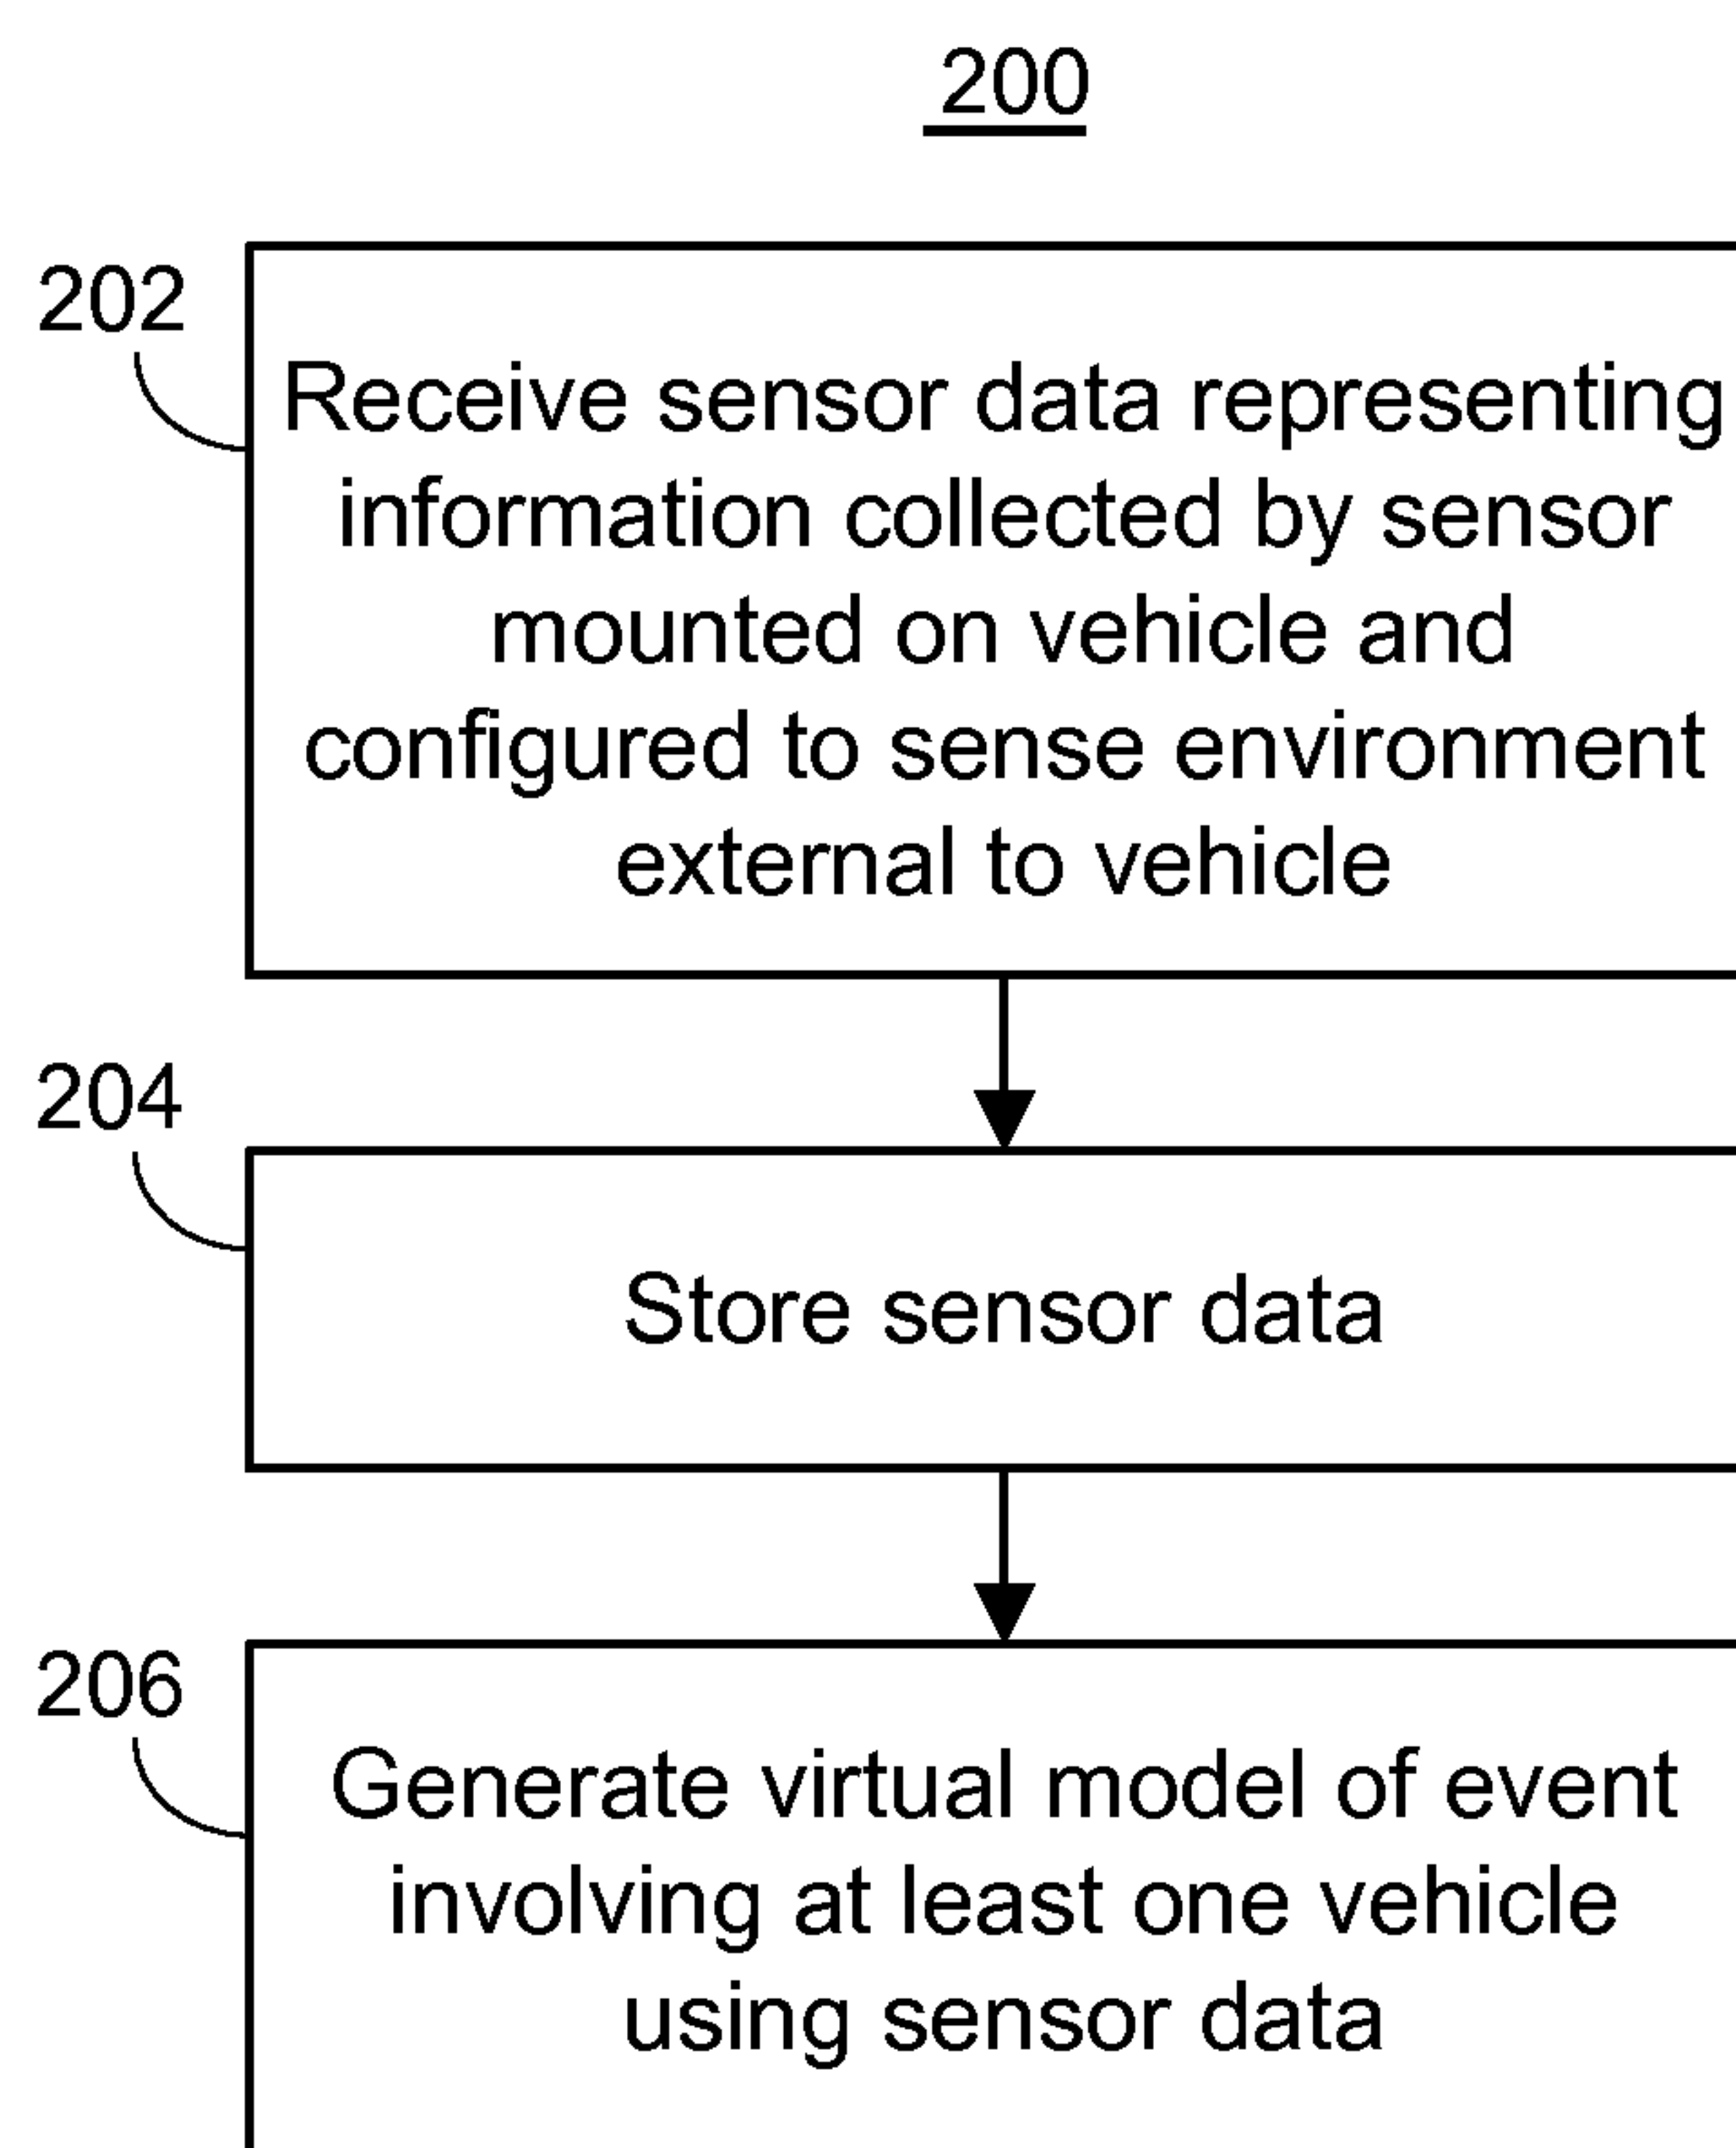 200
202
Receive sensor data representing
information collected by sensor
mounted on vehicle and
configured to sense environment
external to vehicle
204
Store sensor data
206
Generate virtual model of event
involving at least one vehicle
using sensor data